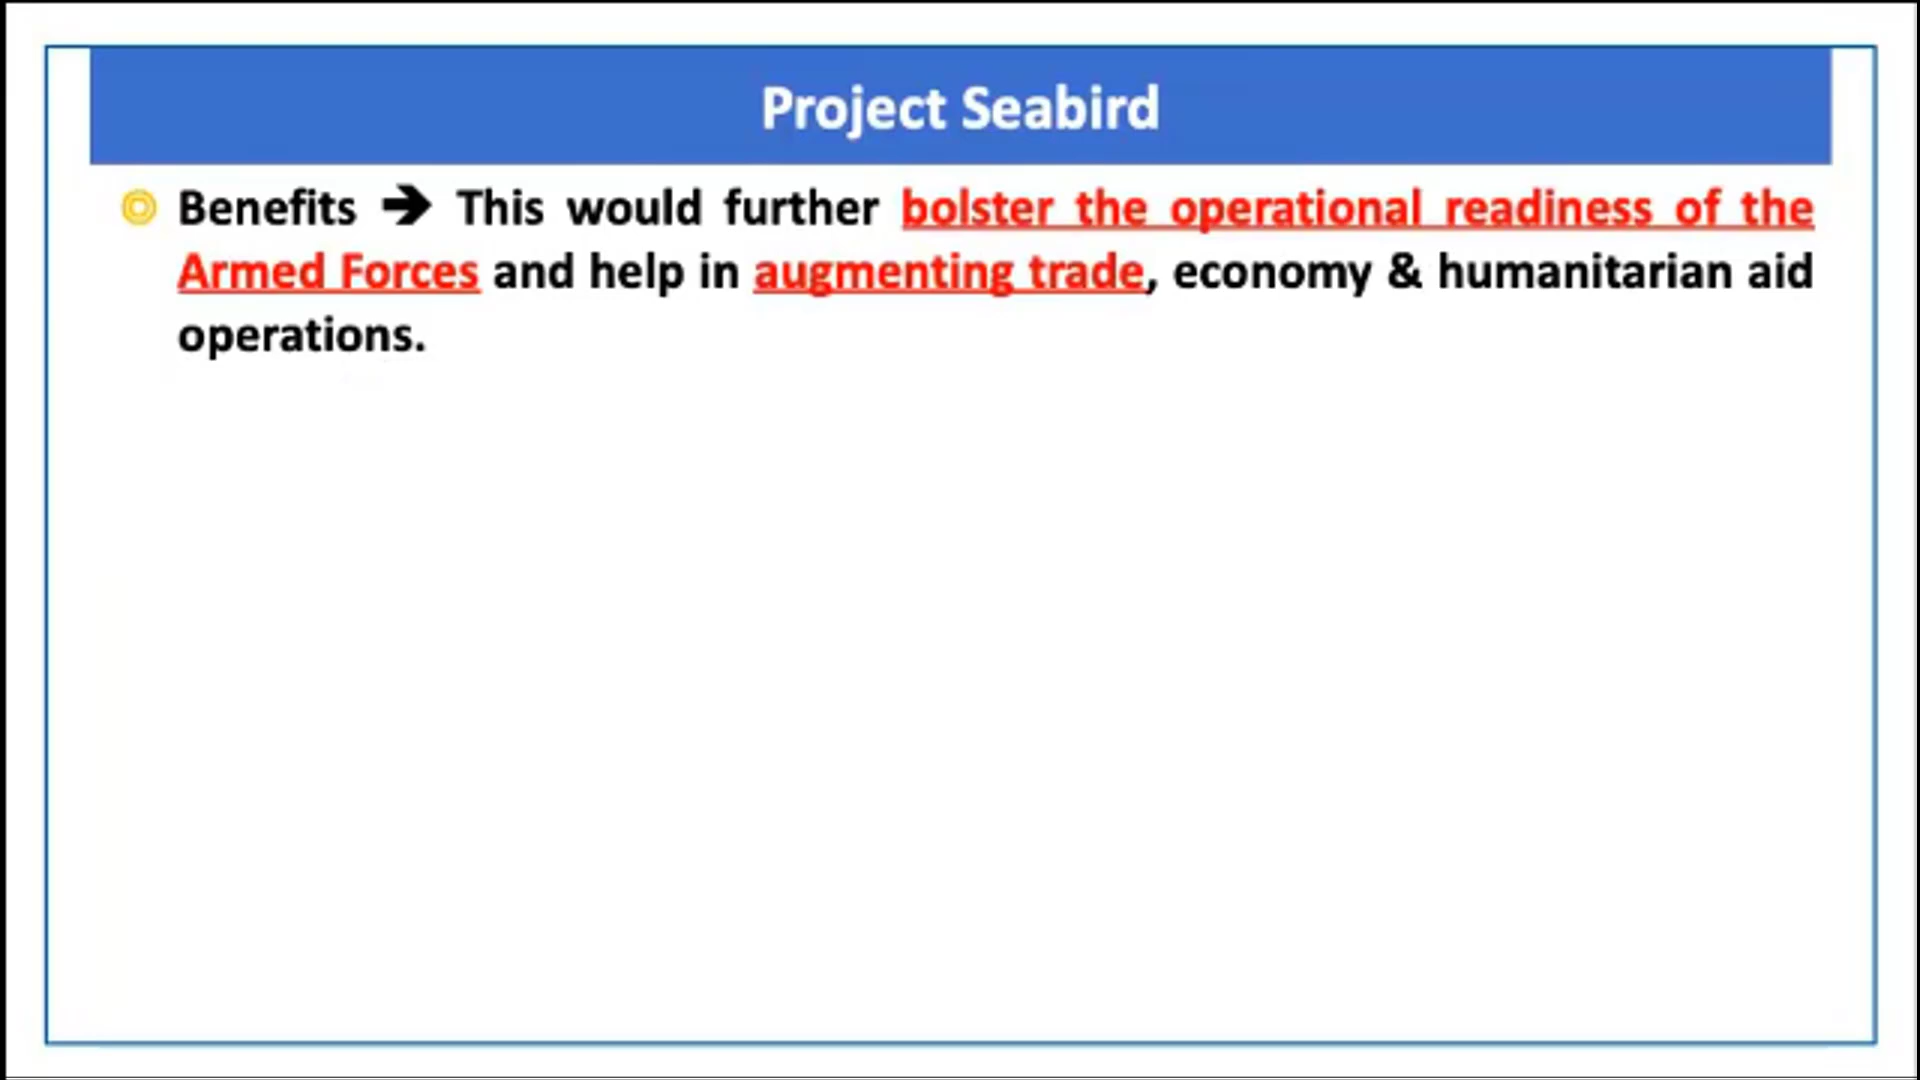 Project Seabird
Benefits ➔ This would further bolster the operational readiness of the
Armed Forces and help in augmenting trade, economy & humanitarian aid
operations.